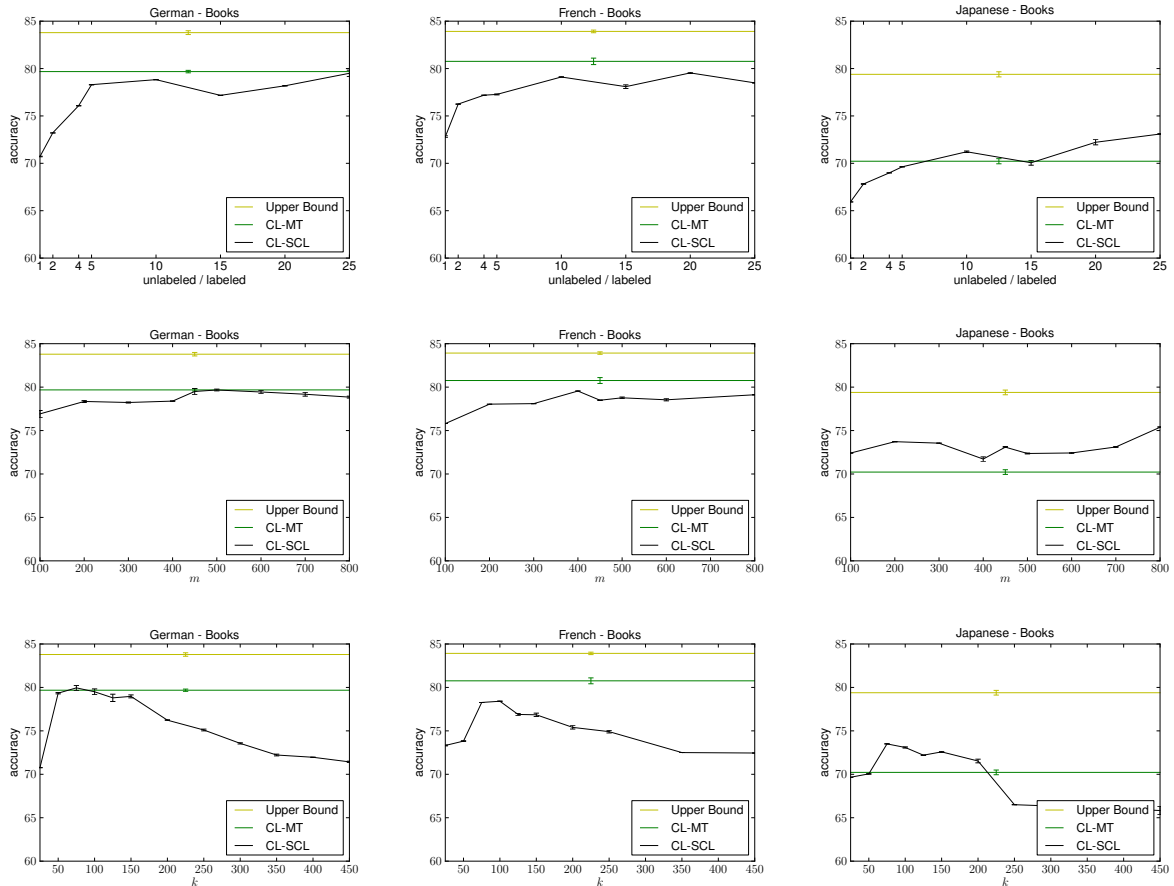 German - Books
85
80
75
70
65
60
accuracy
Upper Bound
CL-MT
CL-SCL
1 2 4 5 10 15 20 25
unlabeled / labeled
French - Books
85
80
75
70
65
60
accuracy
Upper Bound
CL-MT
CL-SCL
1 2 4 5 10 15 20 25
unlabeled / labeled
Japanese - Books
85
80
75
70
65
60
accuracy
Upper Bound
CL-MT
CL-SCL
1 2 4 5 10 15 20 25
unlabeled / labeled
German - Books
85
80
75
70
65
60
accuracy
Upper Bound
CL-MT
CL-SCL
100 200 300 400 500 600 700 800
m
French - Books
85
80
75
70
65
60
accuracy
Upper Bound
CL-MT
CL-SCL
100 200 300 400 500 600 700 800
m
Japanese - Books
85
80
75
70
65
60
accuracy
Upper Bound
CL-MT
CL-SCL
100 200 300 400 500 600 700 800
m
German - Books
85
80
75
70
65
60
accuracy
Upper Bound
CL-MT
CL-SCL
50 100 150 200 250 300 350 400 450
k
French - Books
85
80
75
70
65
60
accuracy
Upper Bound
CL-MT
CL-SCL
50 100 150 200 250 300 350 400 450
k
Japanese - Books
85
80
75
70
65
60
accuracy
Upper Bound
CL-MT
CL-SCL
50 100 150 200 250 300 350 400 450
k